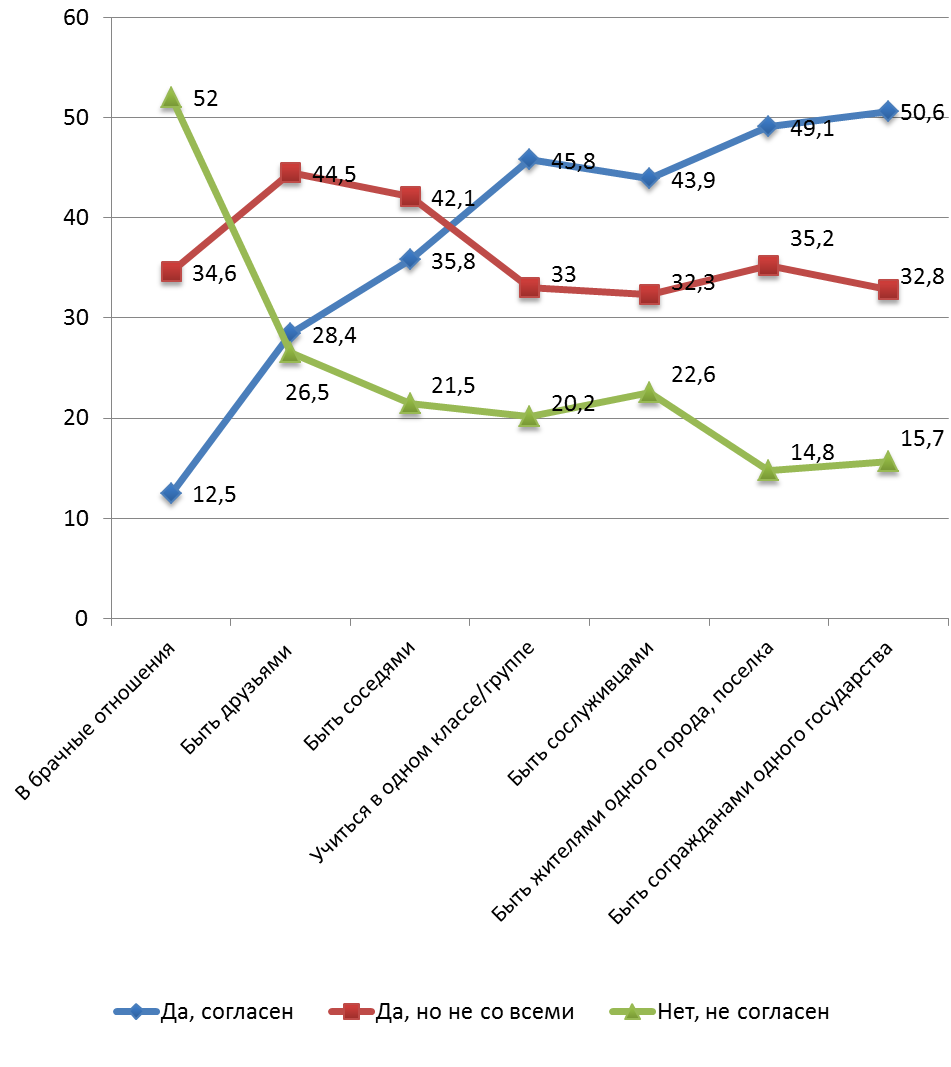 60
50
40
30
20
10
0
52
44,5
42,1
34,6
12,5
28,4
26,5
35,8
21,5
45,8
33
20,2
43,9
32,3
22,6
49,1
35,2
14,8
50,6
32,8
15,7
В брачные отношения
Быть друзьями
Быть соседями
Учиться в одном классе/группе
Быть сослуживцами
Быть жителями одного города, поселка
Быть согражданами одного государства
Да, согласен
Да, но не со всеми
Нет, не согласен